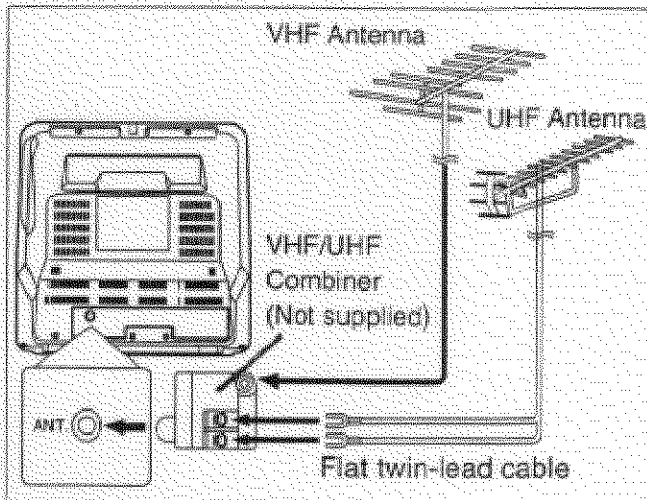 VHF Antenna
UHF Antenna
VHF/UHF
Combiner
(Not supplied)
ANT
Flat twin-lead cable